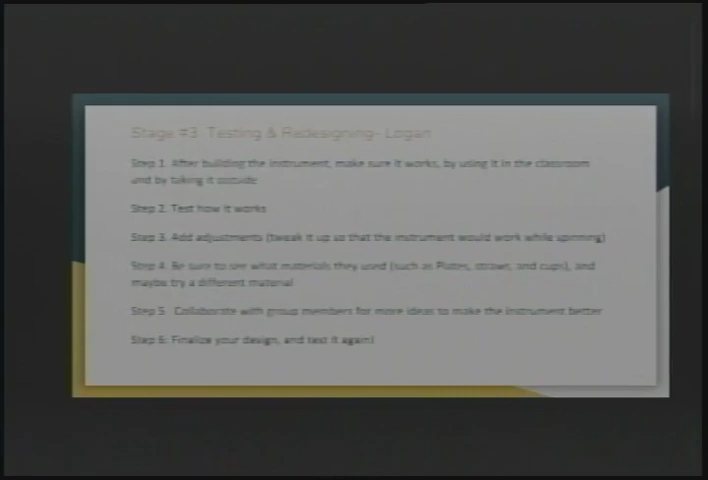 Stage #3: Testing & Redesigning- Logan
Step 1. After building the instrument, make sure it works, by using it in the classroom
and by taking it outside
Step 2. Test how it works
Step 3. Add adjustments (tweak it up so that the instrument would work while spinning)
Step 4. Be sure to see what materials they used (such as Plates, straws, and cups), and
maybe try a different material
Step 5. Collaborate with group members for more ideas to make the instrument better
Step 6. Finalize your design, and test it again!